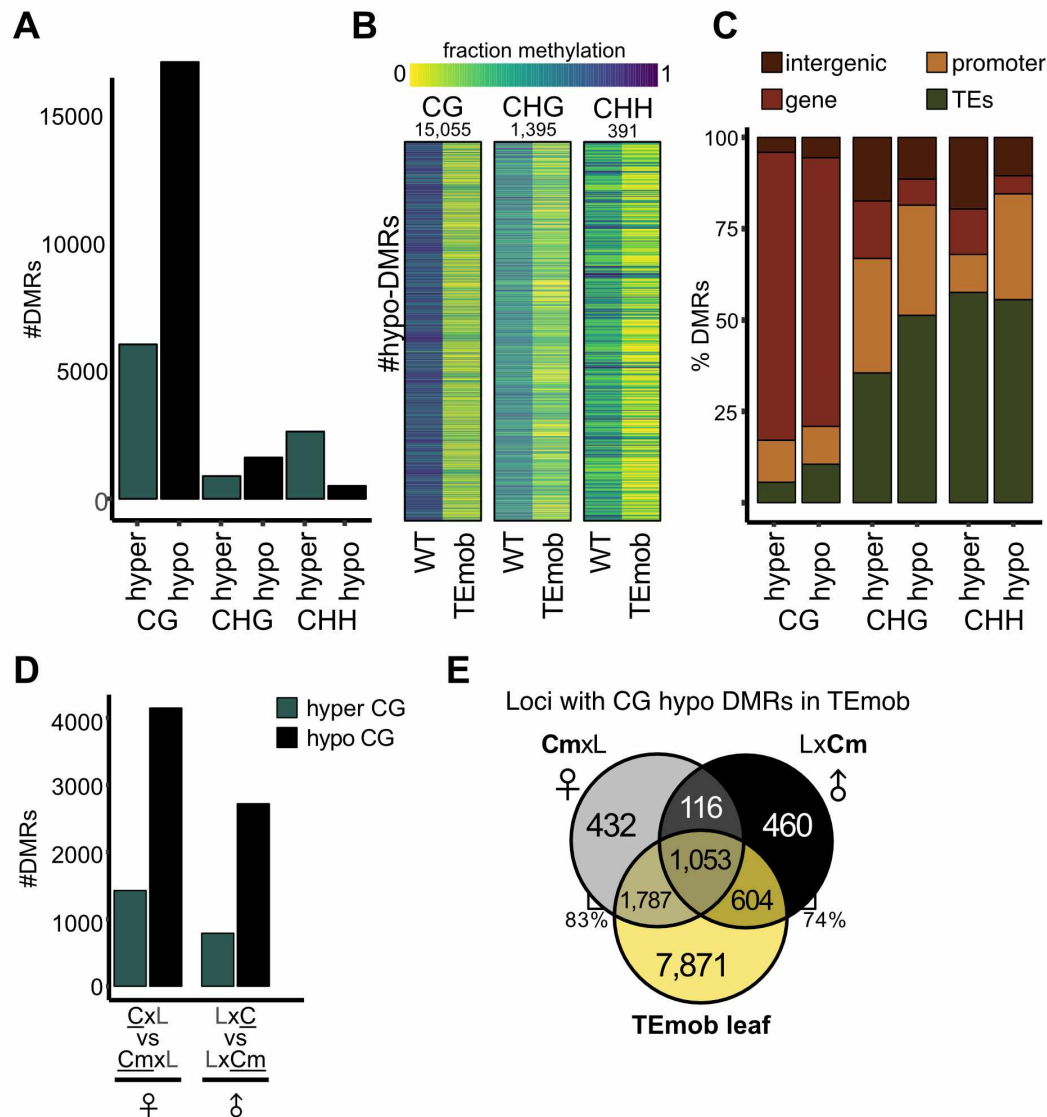 A
#DMRs
15000
10000
5000
0
hyper
hypo
hyper
hypo
hyper
hypo
CG
CHG
CHH
B
fraction methylation
0
1
CG
CHG
CHH
15,055
1,395
391
#hypo-DMRs
WT
TEmob
WT
TEmob
WT
TEmob
C
intergenic
promoter
gene
TEs
% DMRs
100
75
50
25
hyper
hypo
hyper
hypo
hyper
hypo
CG
CHG
CHH
D
hyper CG
hypo CG
#DMRs
4000
3000
2000
1000
0
CxL
vs
CmxL
♀
LxC
vs
LxCm
♂
E
Loci with CG hypo DMRs in TEmob
CmxL
♀
LxCm
♂
432
116
460
1,053
1,787
604
83%
74%
7,871
TEmob leaf